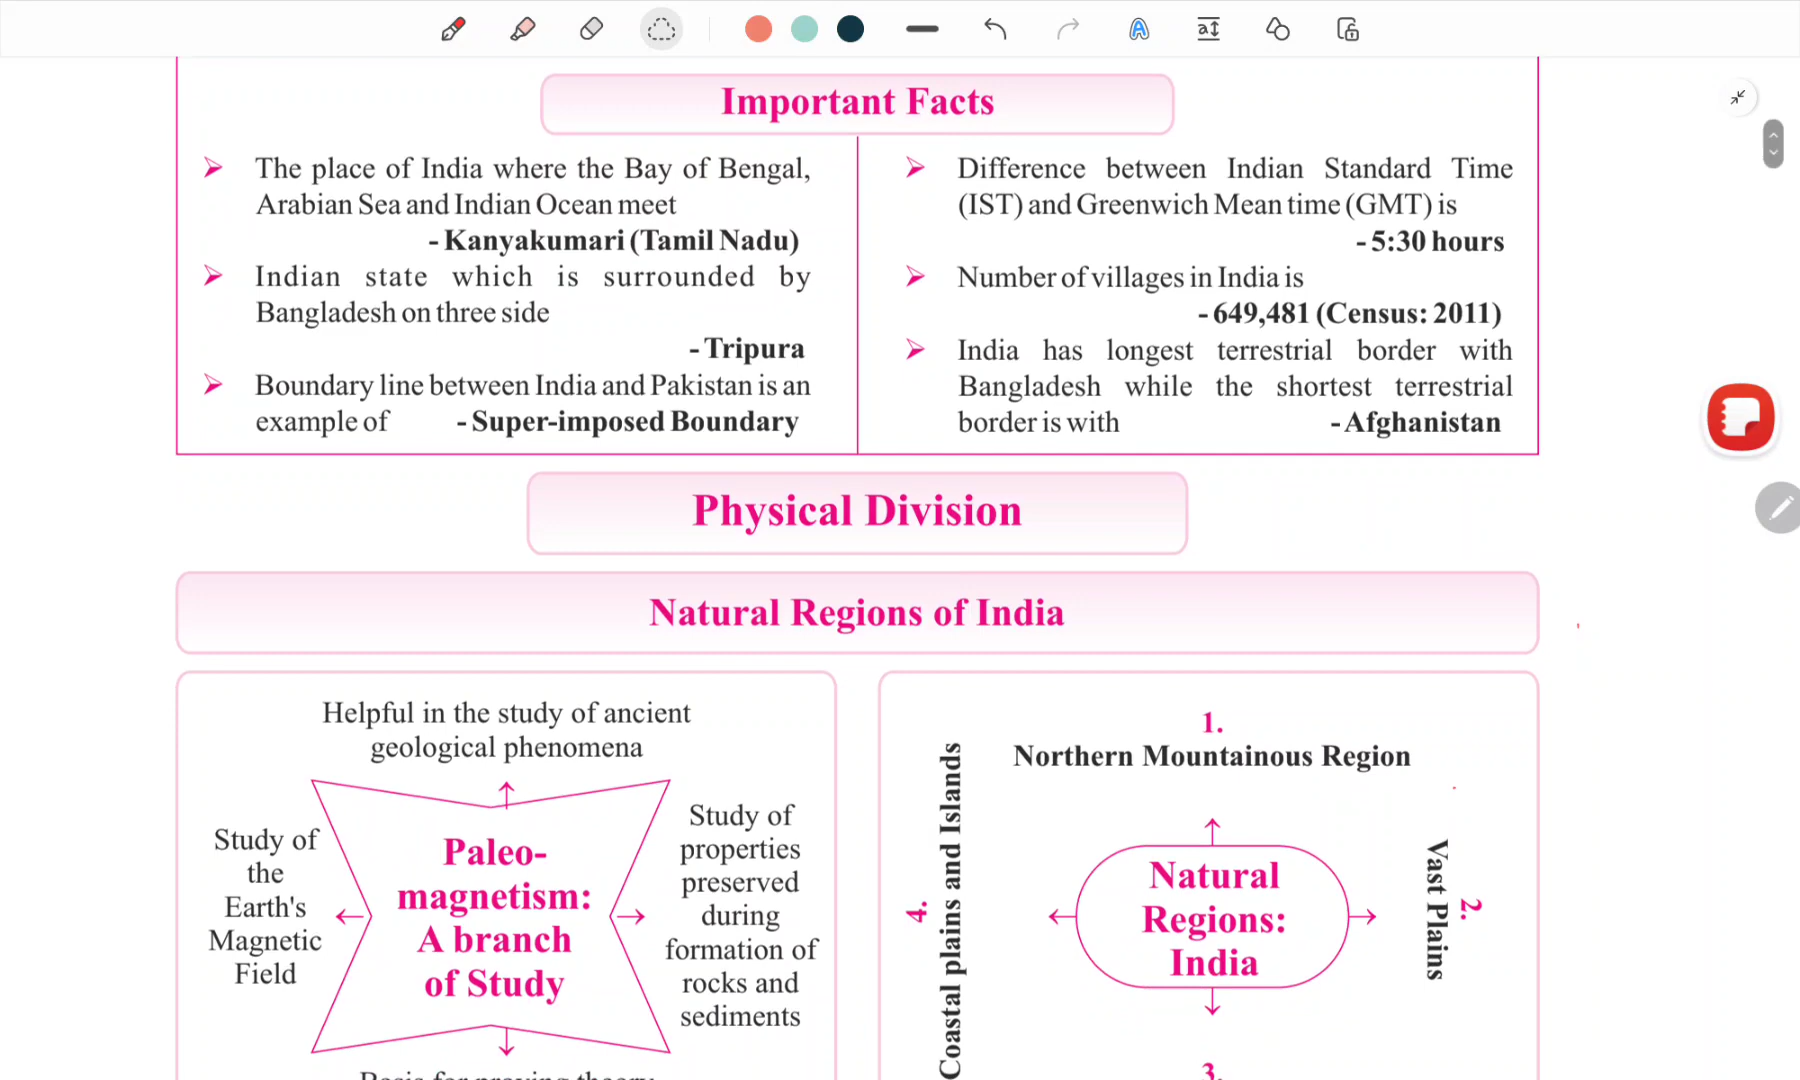 Important Facts
➢ The place of India where the Bay of Bengal,
Arabian Sea and Indian Ocean meet
- Kanyakumari (Tamil Nadu)
➢ Indian state which is surrounded by
Bangladesh on three side
- Tripura
➢ Boundary line between India and Pakistan is an
example of - Super-imposed Boundary
➢ Difference between Indian Standard Time
(IST) and Greenwich Mean time (GMT) is
- 5:30 hours
➢ Number of villages in India is
- 649,481 (Census: 2011)
➢ India has longest terrestrial border with
Bangladesh while the shortest terrestrial
border is with - Afghanistan
Physical Division
Natural Regions of India
Helpful in the study of ancient
geological phenomena
Study of
the
Earth's
Magnetic
Field
Paleo-
magnetism:
A branch
of Study
Study of
properties
preserved
during
formation of
rocks and
sediments
Basis for proving theory
1.
Northern Mountainous Region
4.
Coastal plains and Islands
Natural
Regions:
India
2.
Vast Plains
3.